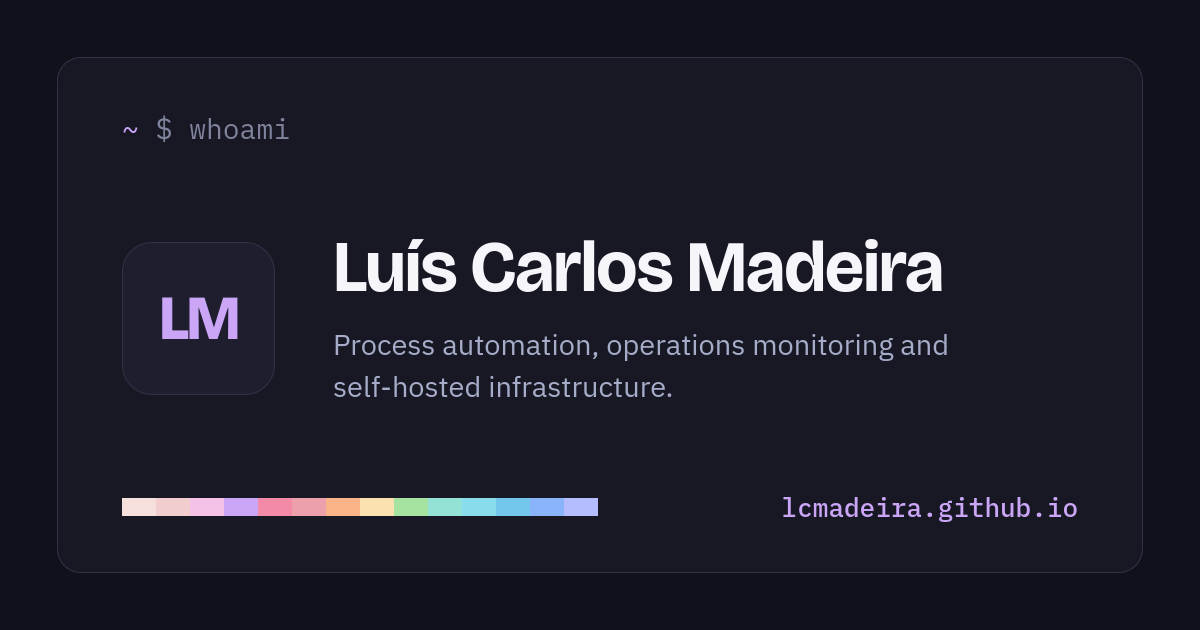 ~ $ whoami
LM
Luís Carlos Madeira
Process automation, operations monitoring and
self-hosted infrastructure.
lcmadeira.github.io